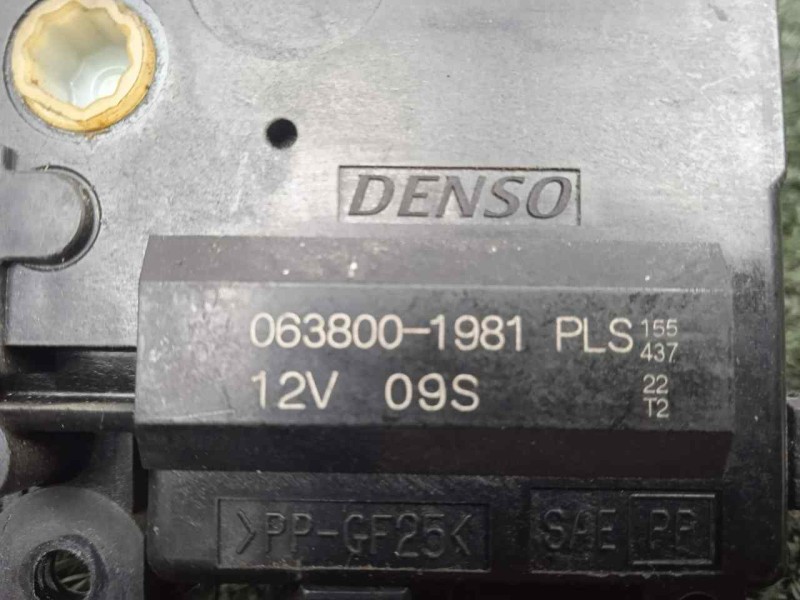 DENSO
063800-1981 PLS 155
437
12V 09S 22
T2
>PP-GF25< SAE PP